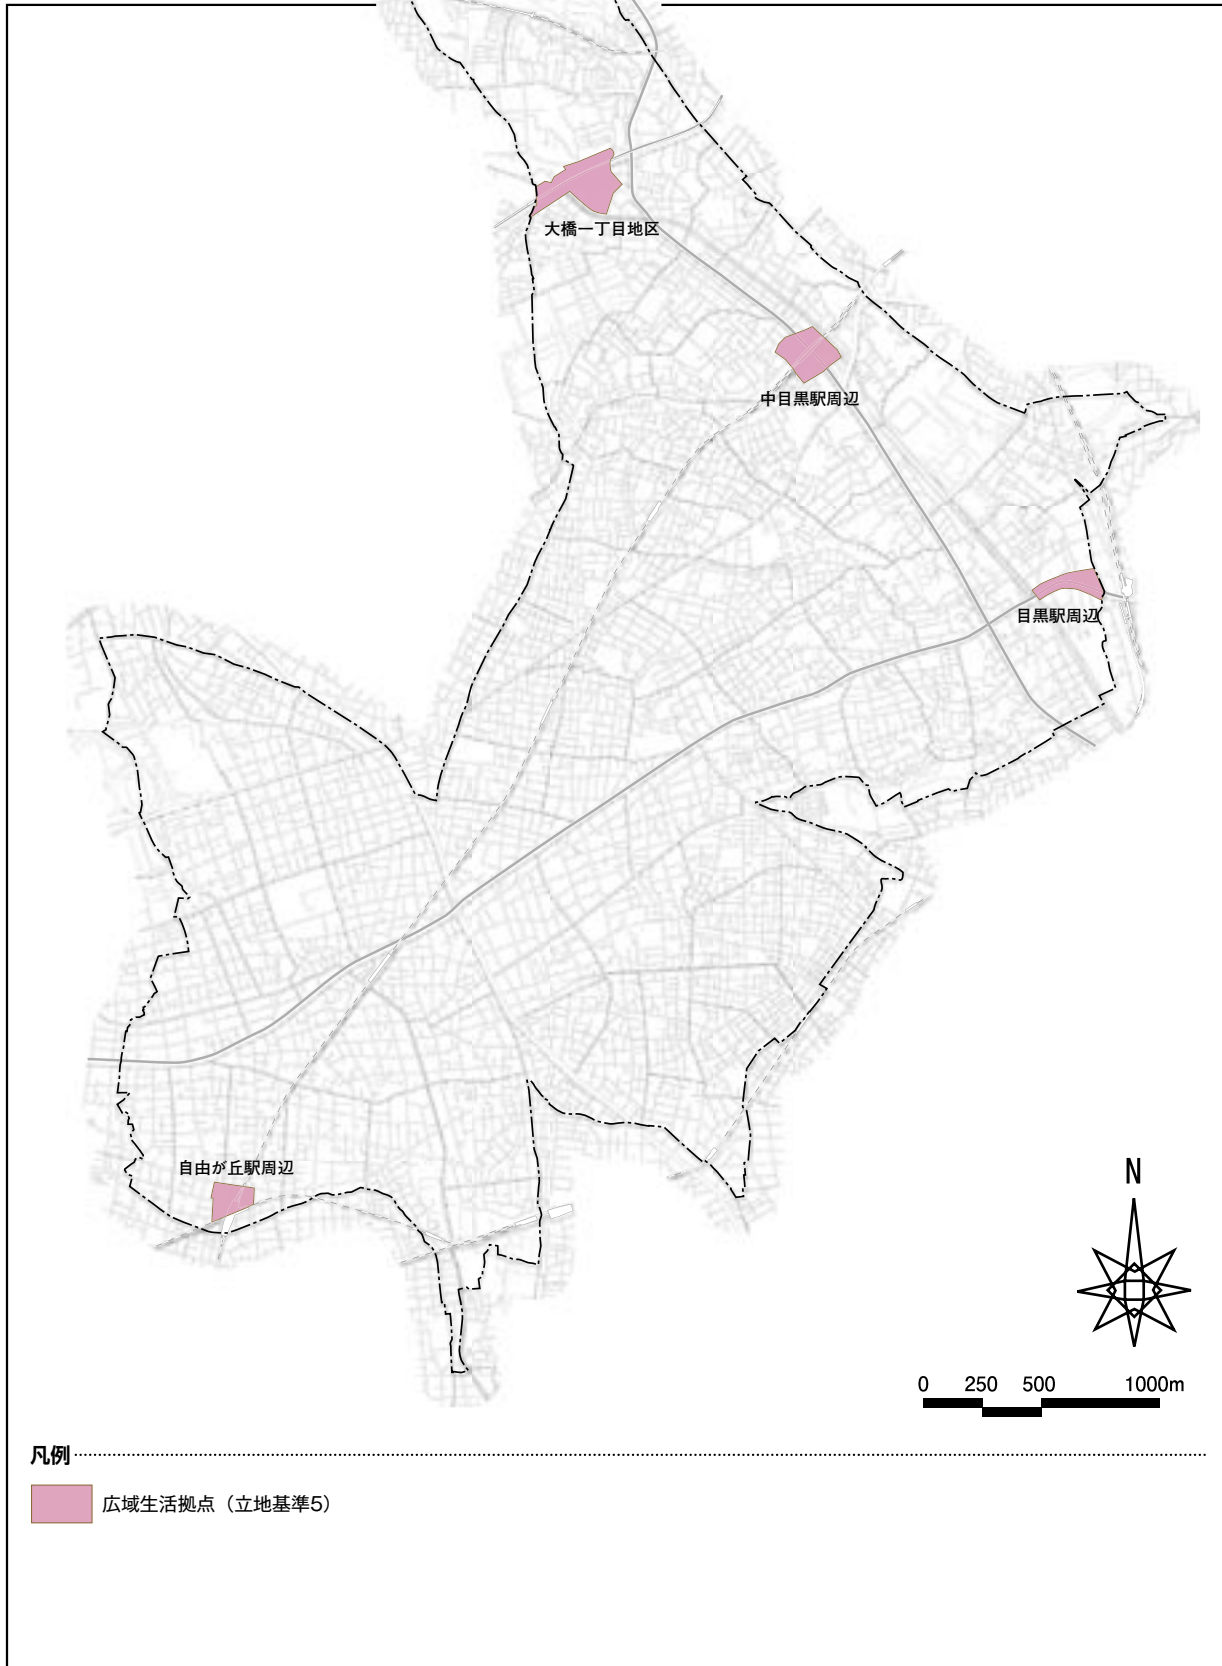 大橋一丁目地区
中目黒駅周辺
目黒駅周辺
自由が丘駅周辺
N
0 250 500 1000m
凡例
広域生活拠点（立地基準5）